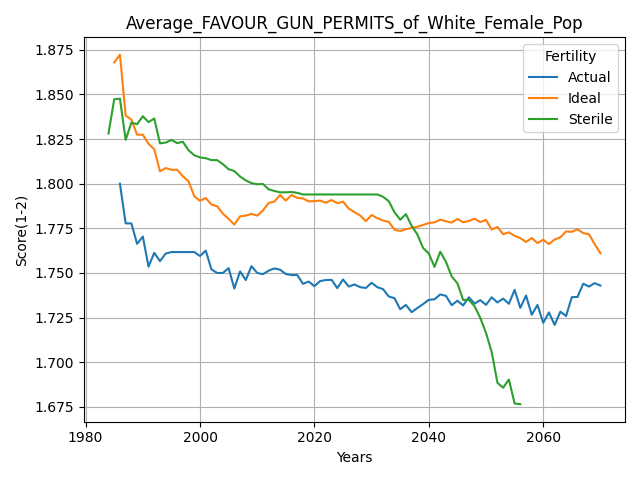 Average_FAVOUR_GUN_PERMITS_of_White_Female_Pop
Fertility
Actual
Ideal
Sterile
Score(1-2)
1.875
1.850
1.825
1.800
1.775
1.750
1.725
1.700
1.675
1980
2000
2020
2040
2060
Years